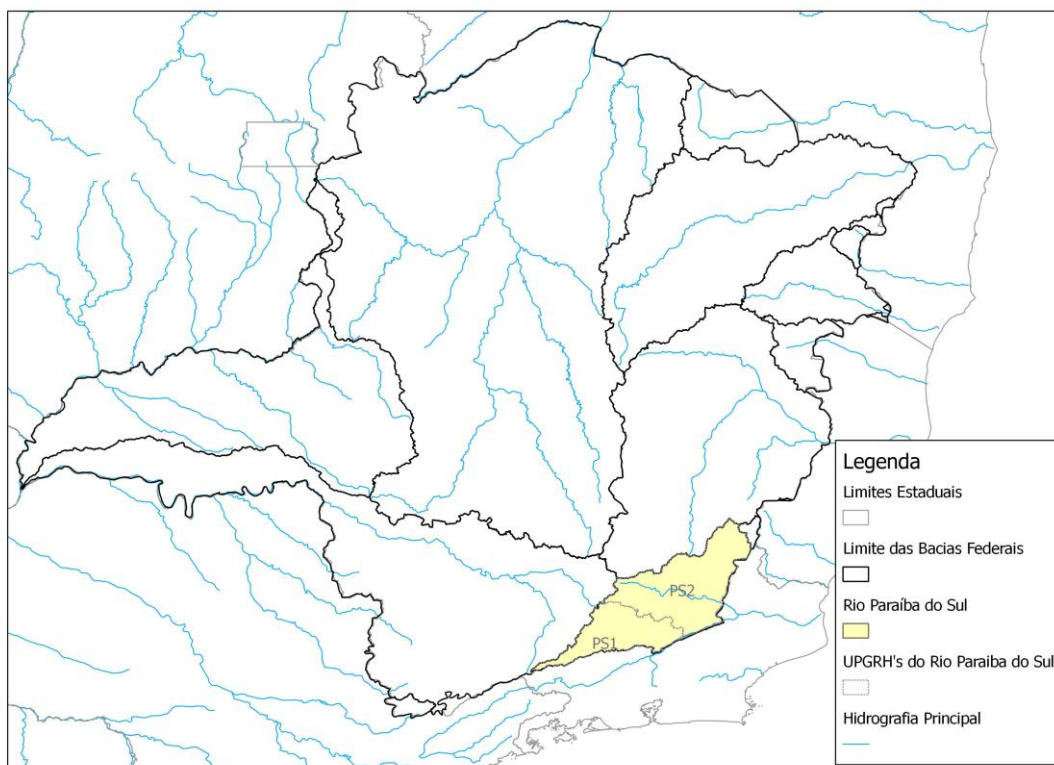 PS2
PS1
Legenda
Limites Estaduais
Limite das Bacias Federais
Rio Paraíba do Sul
UPGRH's do Rio Paraiba do Sul
Hidrografia Principal